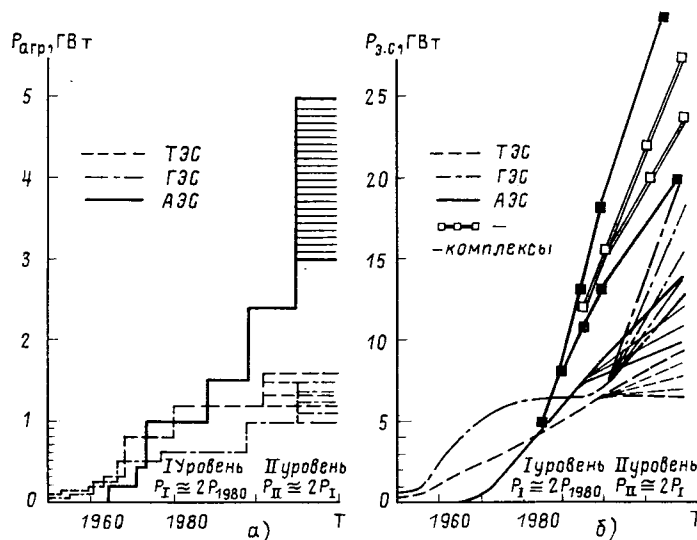 Pагр, ГВт
5
4
3
2
1
0
ТЭС
ГЭС
АЭС
I Уровень
P_I ≅ 2P_1980
II уровень
P_II ≅ 2P_I
1960
1980
T
а)
Pэ.с, ГВт
25
20
15
10
5
0
ТЭС
ГЭС
АЭС
–
–комплексы
I уровень
P_I ≅ 2P_1980
II уровень
P_II ≅ 2P_I
1960
1980
T
б)